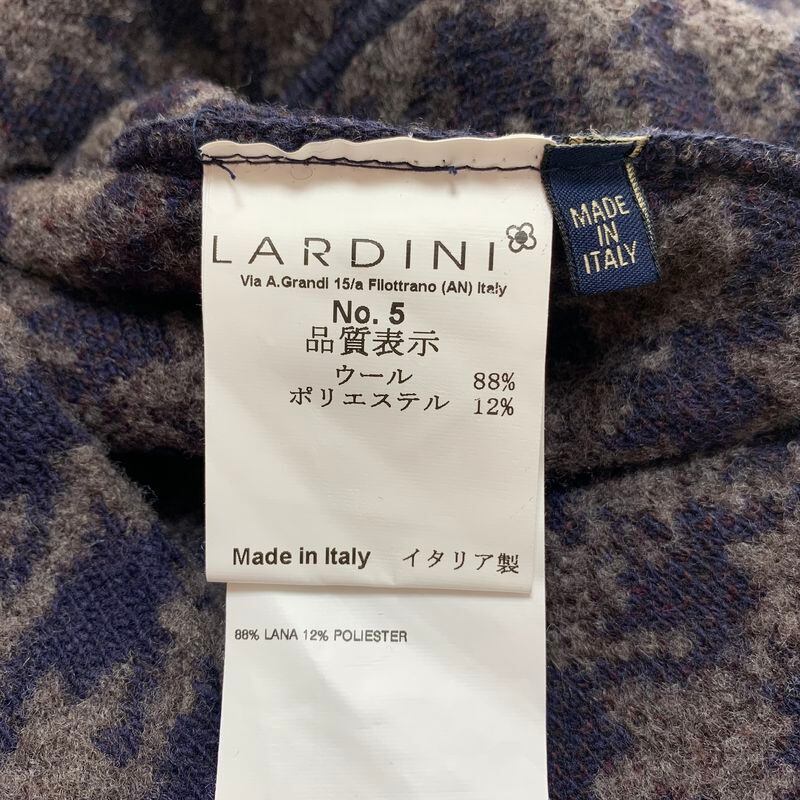 LARDINI
Via A.Grandi 15/a Filottrano (AN) Italy
No. 5
品質表示
ウール 88%
ポリエステル 12%
Made in Italy イタリア製
88% LANA 12% POLIESTER
MADE
IN
ITALY